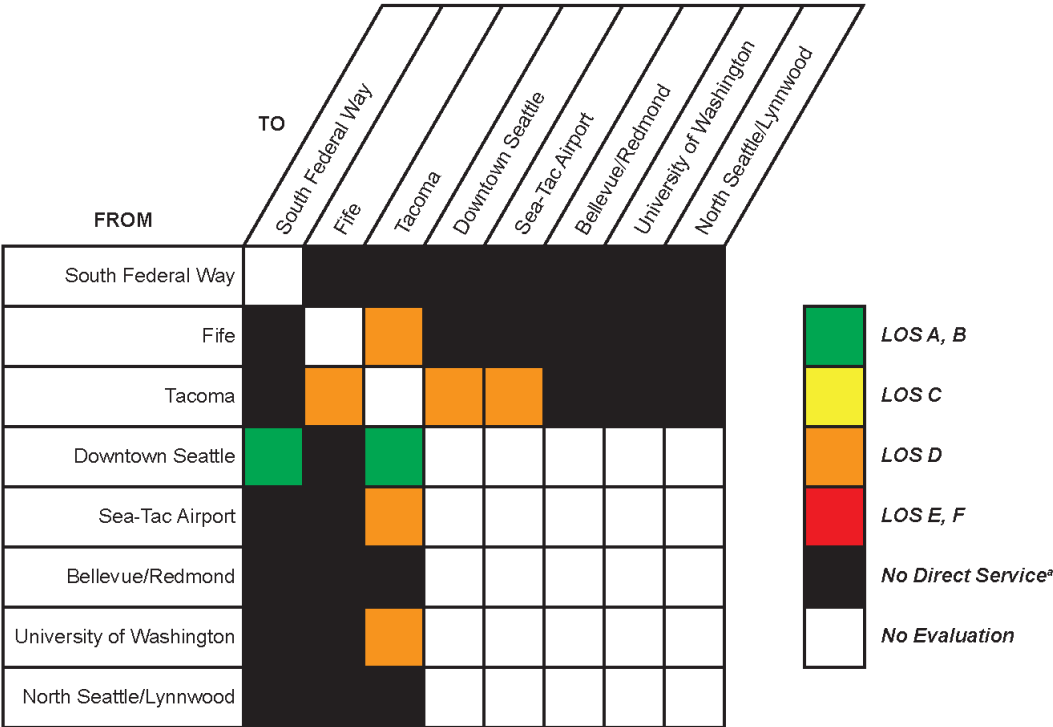 TO
FROM
South Federal Way
Fife
Tacoma
Downtown Seattle
Sea-Tac Airport
Bellevue/Redmond
University of Washington
North Seattle/Lynnwood
South Federal Way
Fife
Tacoma
Downtown Seattle
Sea-Tac Airport
Bellevue/Redmond
University of Washington
North Seattle/Lynnwood
LOS A, B
LOS C
LOS D
LOS E, F
No Direct Serviceᵃ
No Evaluation